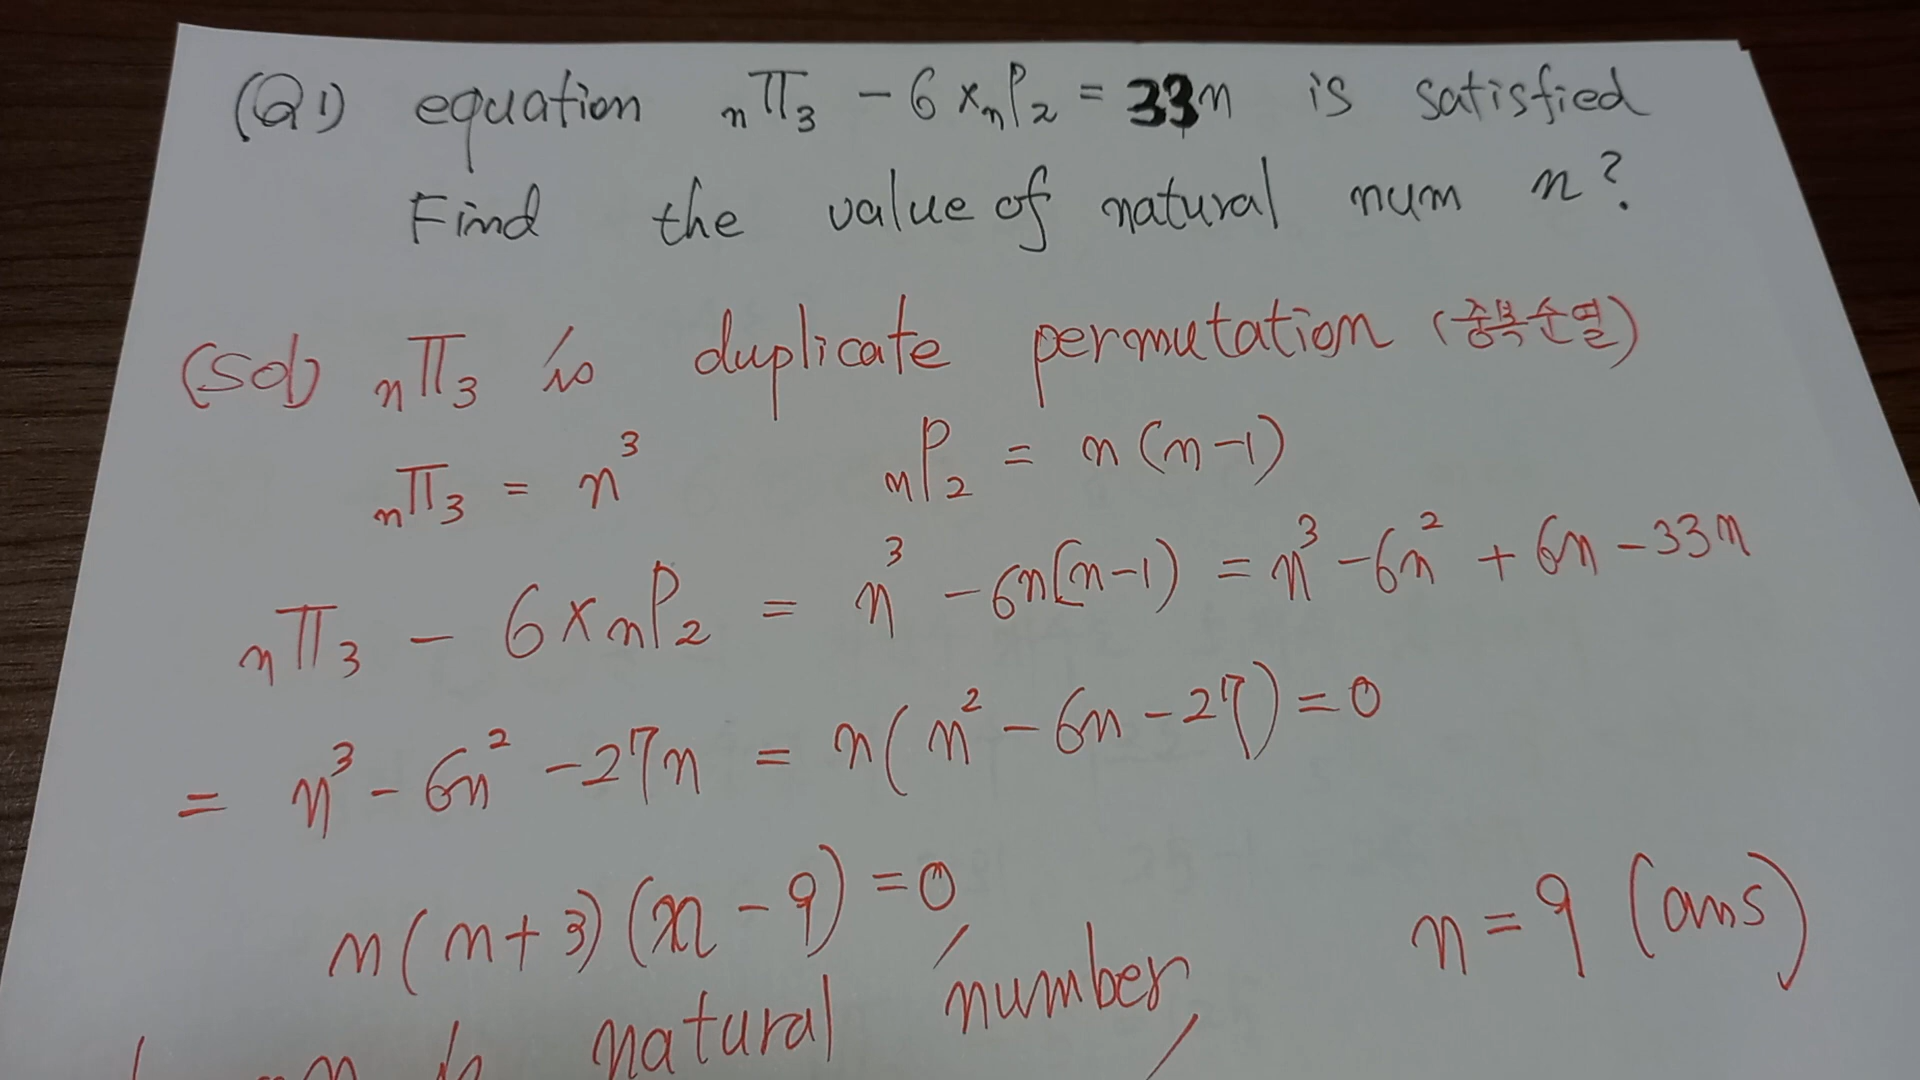 (Q1) equation ₙΠ₃ - 6 x ₙP₂ = 33n is satisfied
Find the value of natural num n?
(Sol) ₙΠ₃ is duplicate permutation (중복순열)
ₙΠ₃ = n³ ₙP₂ = n(n-1)
ₙΠ₃ - 6 x ₙP₂ = n³ - 6n(n-1) = n³ - 6n² + 6n - 33n
= n³ - 6n² - 27n = n(n² - 6n - 27) = 0
n(n+3)(n-9) = 0, n = 9 (ans)
n is natural number,